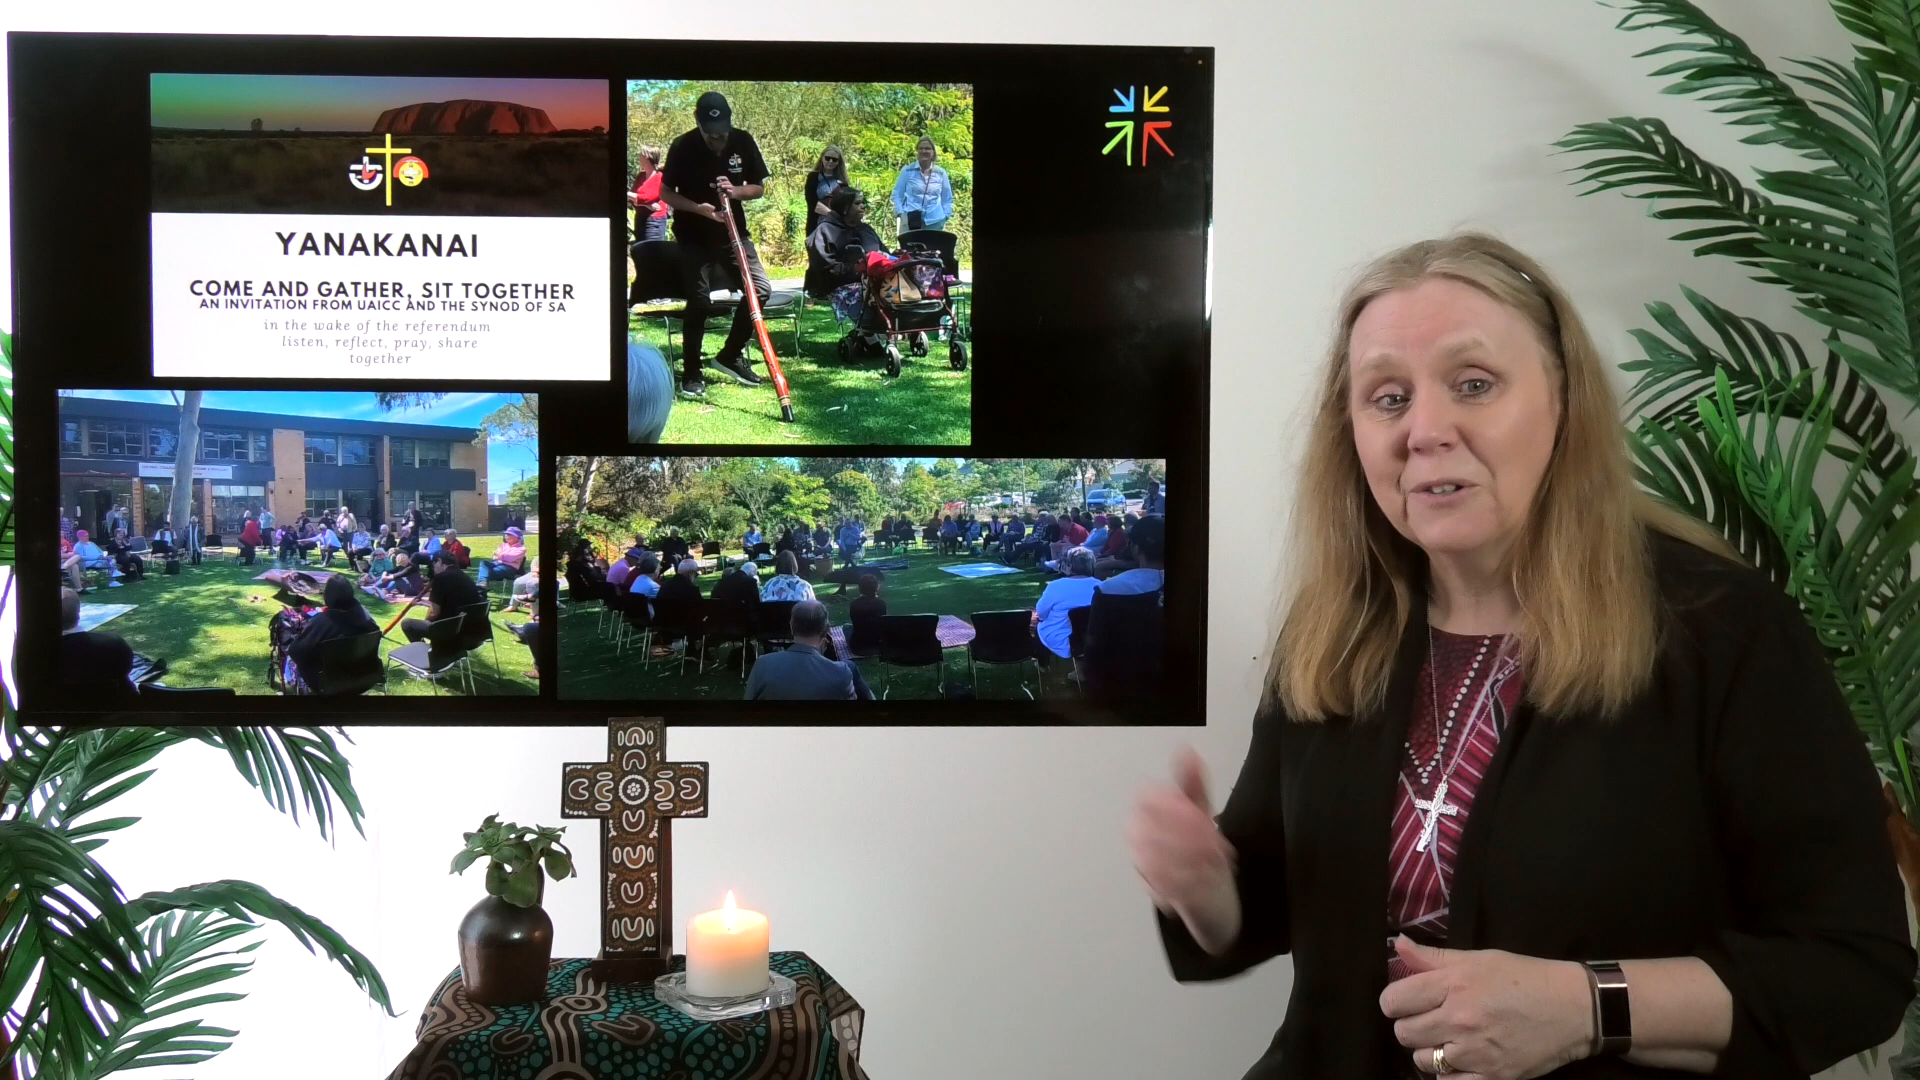 YANAKANAI
COME AND GATHER, SIT TOGETHER
AN INVITATION FROM UAICC AND THE SYNOD OF SA
in the wake of the referendum
listen, reflect, pray, share
together